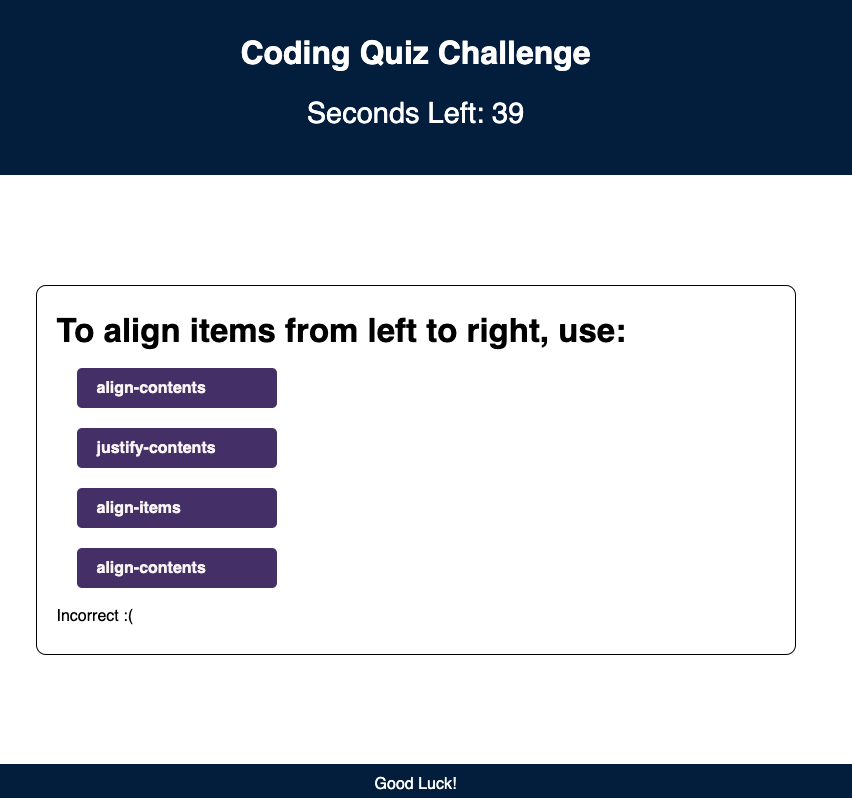 Coding Quiz Challenge
Seconds Left: 39
To align items from left to right, use:
align-contents
justify-contents
align-items
align-contents
Incorrect :(
Good Luck!